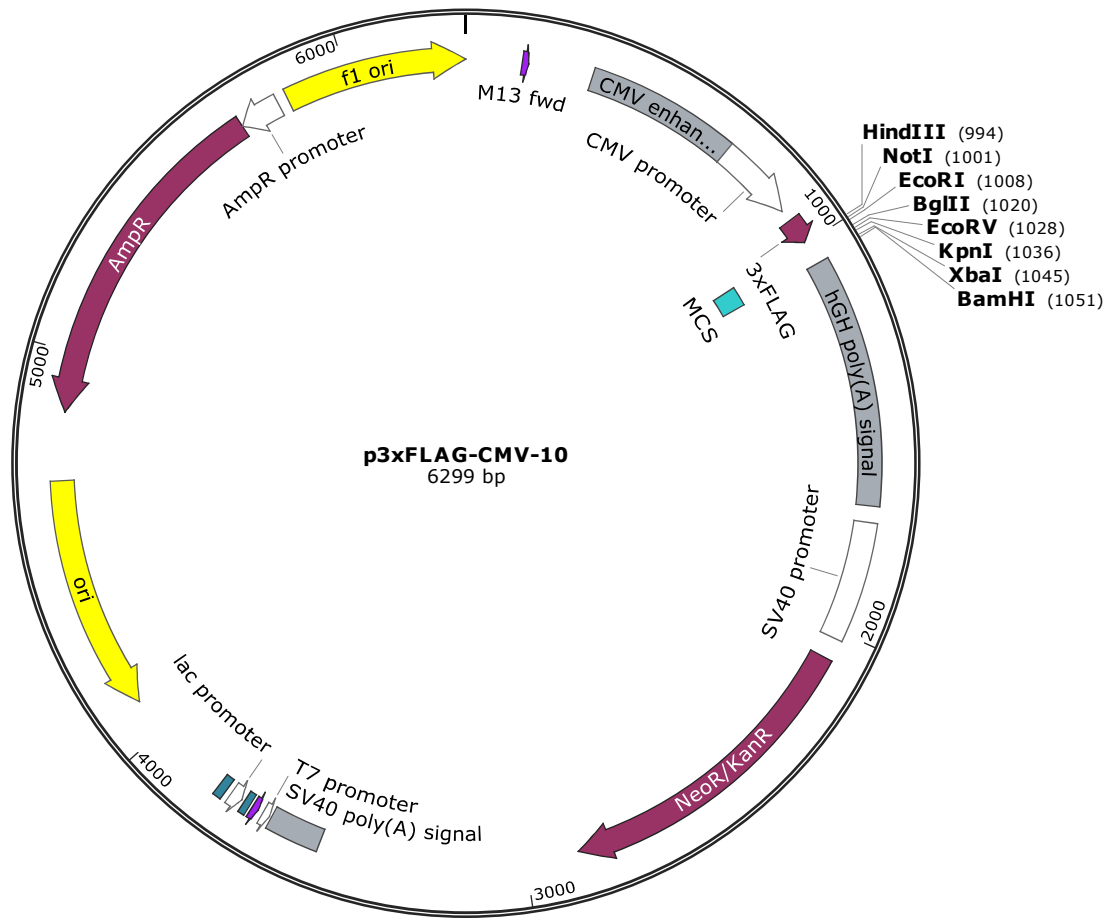 6000
f1 ori
M13 fwd
CMV enhan...
CMV promoter
AmpR promoter
AmpR
1000
HindIII (994)
NotI (1001)
EcoRI (1008)
BglII (1020)
EcoRV (1028)
KpnI (1036)
XbaI (1045)
BamHI (1051)
3xFLAG
MCS
hGH poly(A) signal
5000
p3xFLAG-CMV-10
6299 bp
SV40 promoter
2000
ori
NeoR/KanR
lac promoter
T7 promoter
SV40 poly(A) signal
4000
3000